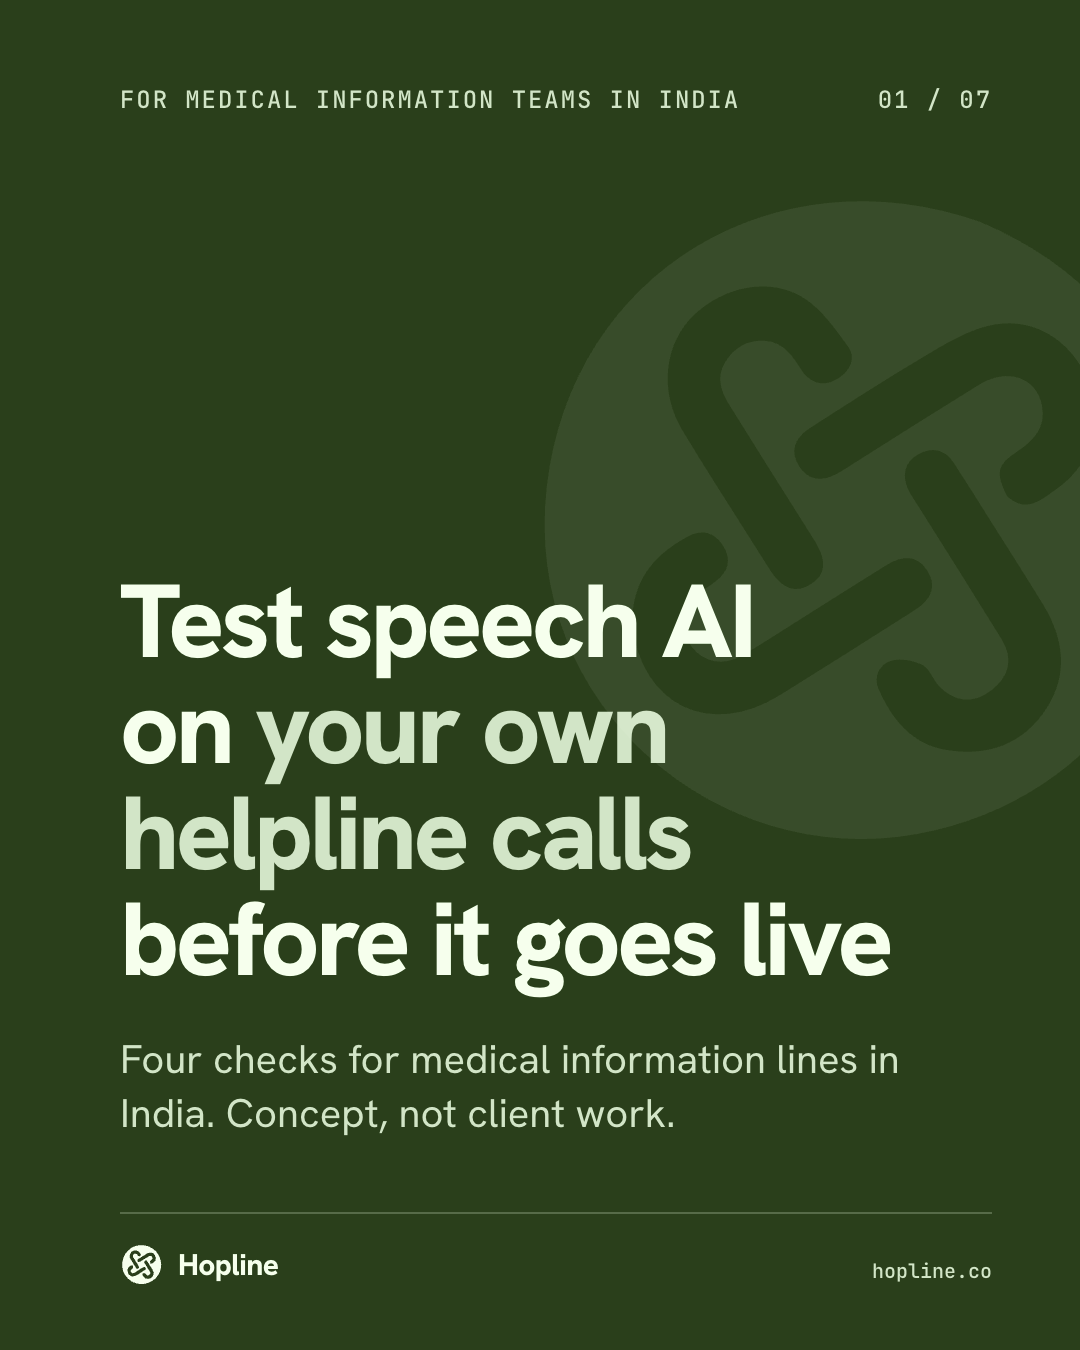 FOR MEDICAL INFORMATION TEAMS IN INDIA
01 / 07
Test speech AI
on your own
helpline calls
before it goes live
Four checks for medical information lines in
India. Concept, not client work.
Hopline
hopline.co